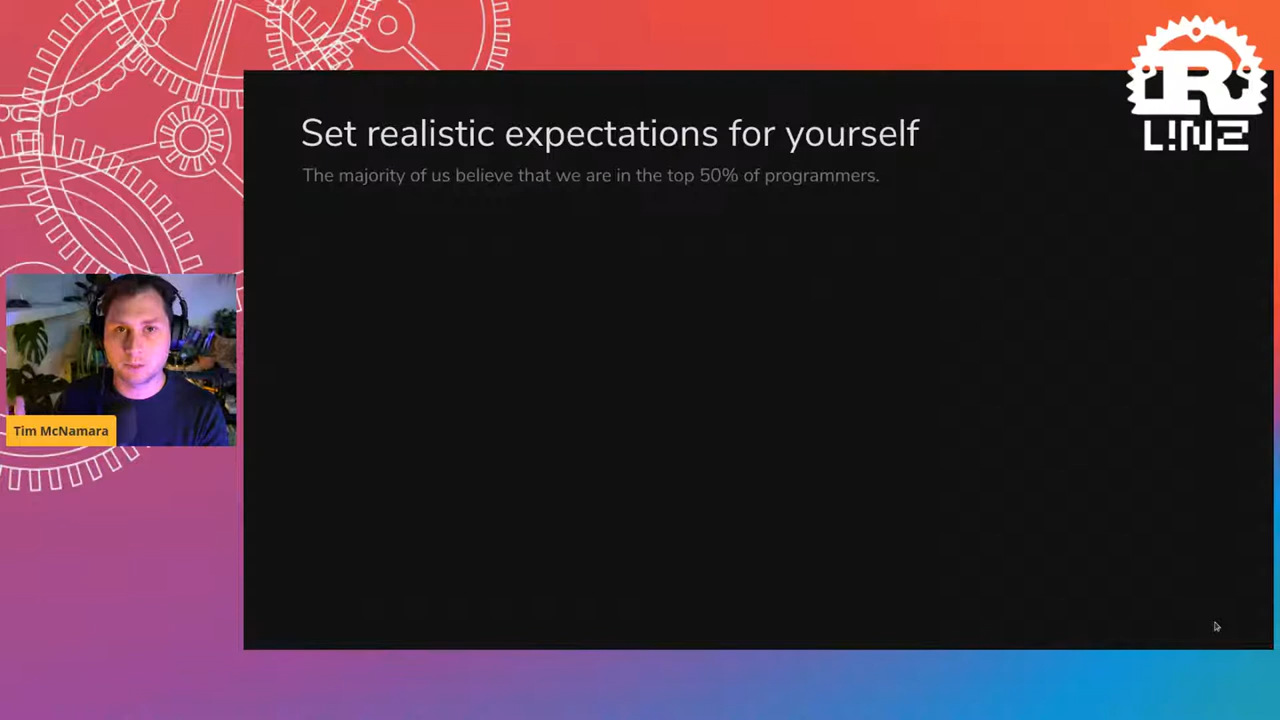 Set realistic expectations for yourself
The majority of us believe that we are in the top 50% of programmers.
R
L!NZ
Tim McNamara